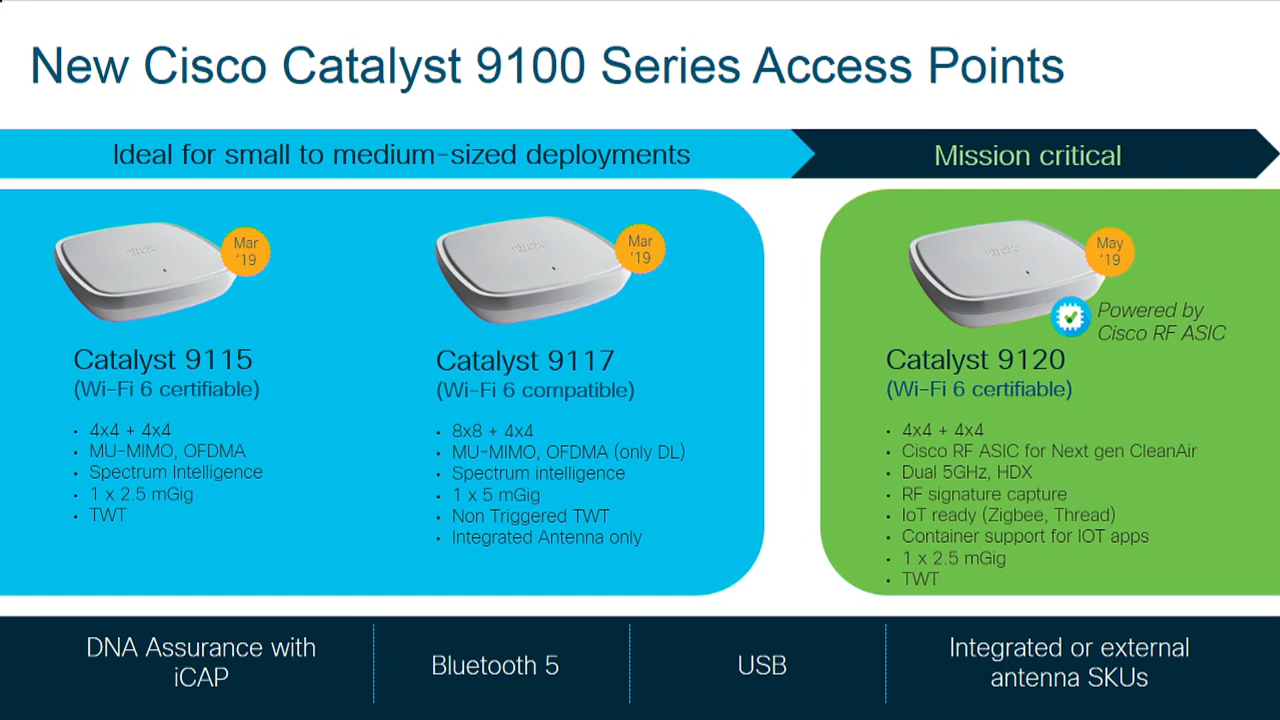 New Cisco Catalyst 9100 Series Access Points
Ideal for small to medium-sized deployments
Mission critical
Mar
'19
Catalyst 9115
(Wi-Fi 6 certifiable)
• 4x4 + 4x4
• MU-MIMO, OFDMA
• Spectrum Intelligence
• 1 x 2.5 mGig
• TWT
Mar
'19
Catalyst 9117
(Wi-Fi 6 compatible)
• 8x8 + 4x4
• MU-MIMO, OFDMA (only DL)
• Spectrum intelligence
• 1 x 5 mGig
• Non Triggered TWT
• Integrated Antenna only
May
'19
Powered by
Cisco RF ASIC
Catalyst 9120
(Wi-Fi 6 certifiable)
• 4x4 + 4x4
• Cisco RF ASIC for Next gen CleanAir
• Dual 5GHz, HDX
• RF signature capture
• IoT ready (Zigbee, Thread)
• Container support for IOT apps
• 1 x 2.5 mGig
• TWT
DNA Assurance with
iCAP
Bluetooth 5
USB
Integrated or external
antenna SKUs